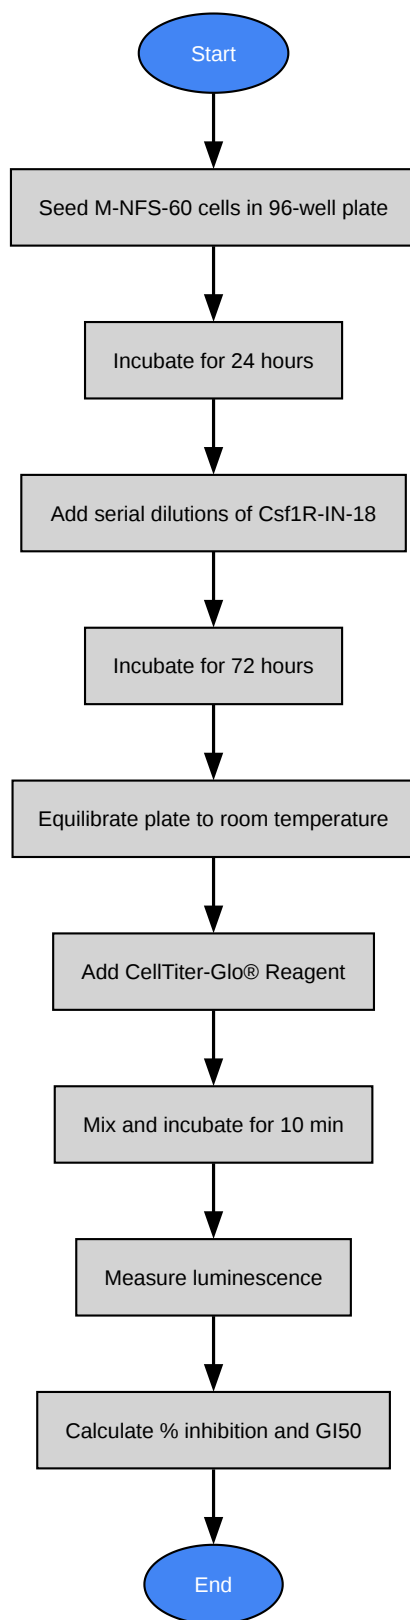 Start
Seed M-NFS-60 cells in 96-well plate
Incubate for 24 hours
Add serial dilutions of Csf1R-IN-18
Incubate for 72 hours
Equilibrate plate to room temperature
Add CellTiter-Glo® Reagent
Mix and incubate for 10 min
Measure luminescence
Calculate % inhibition and GI50
End